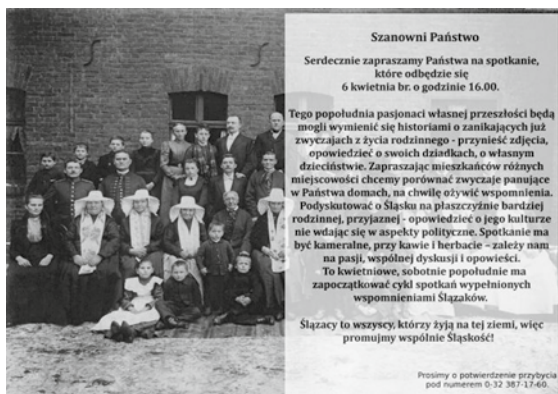 Szanowni Państwo
Serdecznie zapraszamy Państwa na spotkanie,
które odbędzie się
6 kwietnia br. o godzinie 16.00.
Tego popołudnia pasjonaci własnej przeszłości będą
mogli wymienić się historiami o zanikających już
zwyczajach z życia rodzinnego - przynieść zdjęcia,
opowiedzieć o swoich dziadkach, o własnym
dzieciństwie. Zapraszając mieszkańców różnych
miejscowości chcemy porównać zwyczaje panujące
w Państwa domach, na chwilę ożywić wspomnienia.
Podyskutować o Śląsku na płaszczyźnie bardziej
rodzinnej, przyjaznej - opowiedzieć o jego kulturze
nie wdając się w aspekty polityczne. Spotkanie ma
być kameralne, przy kawie i herbacie – zależy nam
na pasji, wspólnej dyskusji i opowieści.
To kwietniowe, sobotnie popołudnie ma
zapoczątkować cykl spotkań wypełnionych
wspomnieniami Ślązaków.
Ślązacy to wszyscy, którzy żyją na tej ziemi, więc
promujmy wspólnie Śląskość!
Prosimy o potwierdzenie przybycia
pod numerem 0-32 387-17-60.